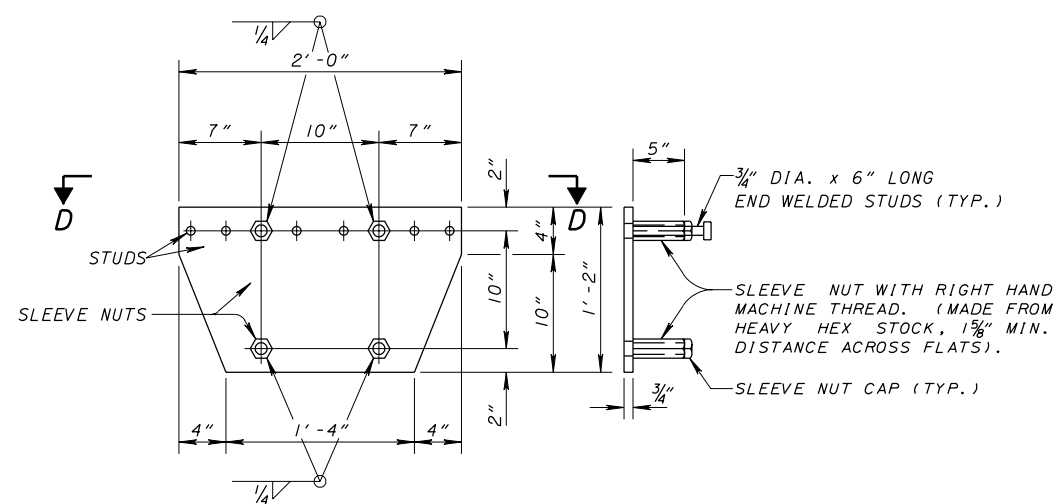 1/4
2'-0"
7" 10" 7"
2"
5"
D D
3/4" DIA. x 6" LONG
END WELDED STUDS (TYP.)
4"
STUDS
10"
10"
1'-2"
SLEEVE NUTS
SLEEVE NUT WITH RIGHT HAND
MACHINE THREAD. (MADE FROM
HEAVY HEX STOCK, 1 5/8" MIN.
DISTANCE ACROSS FLATS).
SLEEVE NUT CAP (TYP.)
3/4"
2"
4" 1'-4" 4"
1/4